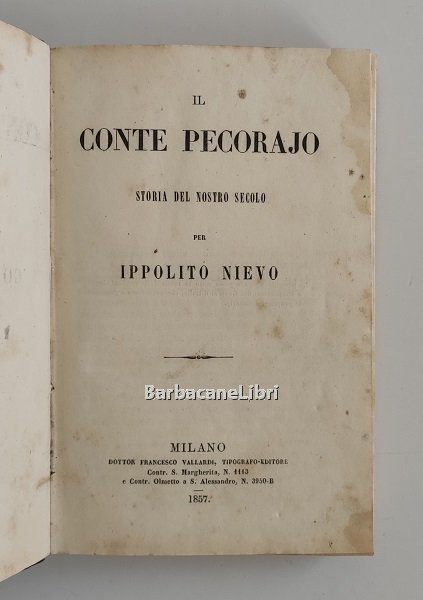 IL
CONTE PECORAJO
STORIA DEL NOSTRO SECOLO
PER
IPPOLITO NIEVO
BarbacaneLibri
MILANO
DOTTOR FRANCESCO VALLARDI, TIPOGRAFO-EDITORE
Contr. S. Margherita, N. 1113
e Contr. Olmetto a S. Alessandro, N. 3950-B
1857.